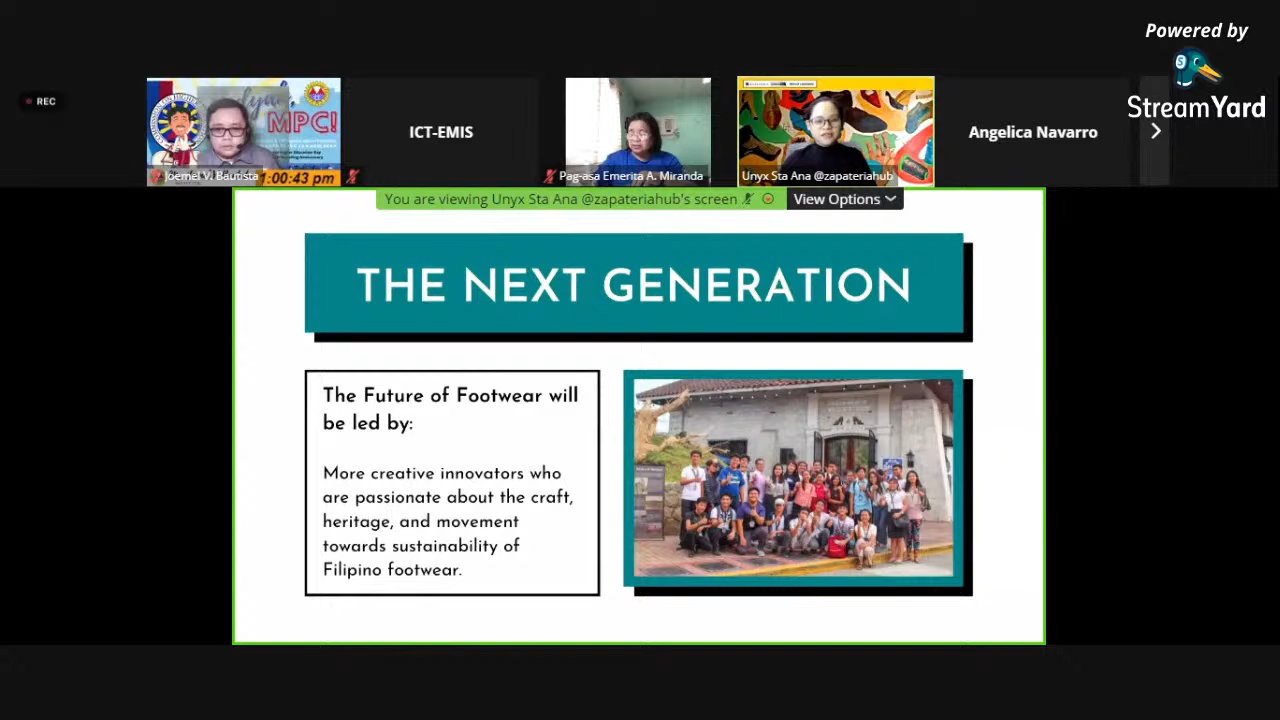 Powered by
StreamYard
REC
MPC!
ICT-EMIS
Angelica Navarro
Joemel V. Bautista
1:00:43 pm
Pag-asa Emerita A. Miranda
Unyx Sta Ana @zapateriahub
You are viewing Unyx Sta Ana @zapateriahub's screen
View Options
THE NEXT GENERATION
The Future of Footwear will
be led by:
More creative innovators who
are passionate about the craft,
heritage, and movement
towards sustainability of
Filipino footwear.